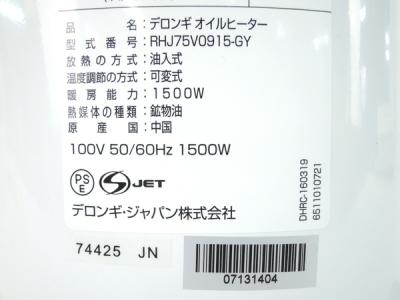 品名：デロンギ オイルヒーター
型式番号：RHJ75V0915-GY
放熱の方式：油入式
温度調節の方式：可変式
暖房能力：1500W
熱媒体の種類：鉱物油
原産国：中国
100V 50/60Hz 1500W
PS
E
S JET
デロンギ・ジャパン株式会社
DHRC-160319
6511010721
74425 JN
07131404